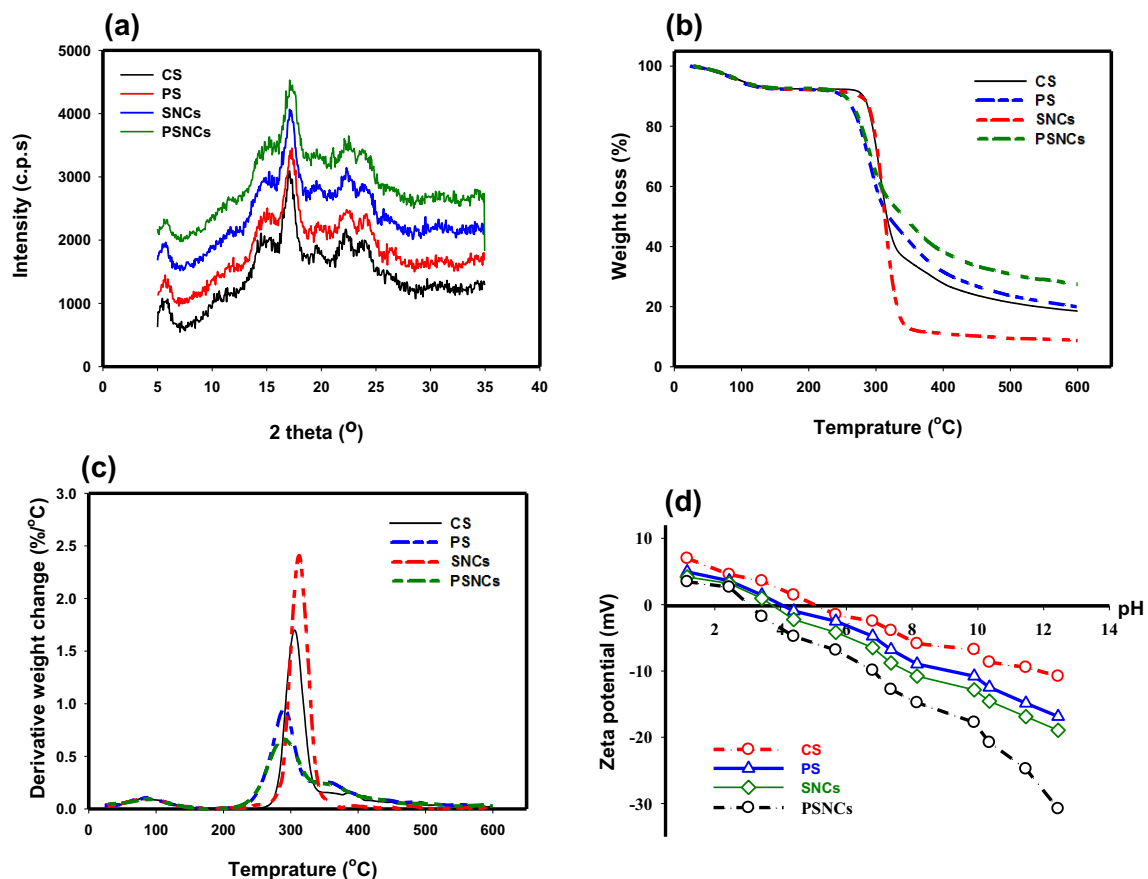 (a)
5000
4000
3000
2000
1000
0
Intensity (c.p.s)
CS
PS
SNCs
PSNCs
0 5 10 15 20 25 30 35 40
2 theta (O)
(b)
100
80
60
40
20
0
Weight loss (%)
CS
PS
SNCs
PSNCs
0 100 200 300 400 500 600
Temprature (oC)
(c)
3.0
2.5
2.0
1.5
1.0
0.5
0.0
Derivative weight change (%/oC)
CS
PS
SNCs
PSNCs
0 100 200 300 400 500 600
Temprature (oC)
(d)
10
0
-10
-20
-30
Zeta potential (mV)
pH
2 4 6 8 10 12 14
CS
PS
SNCs
PSNCs